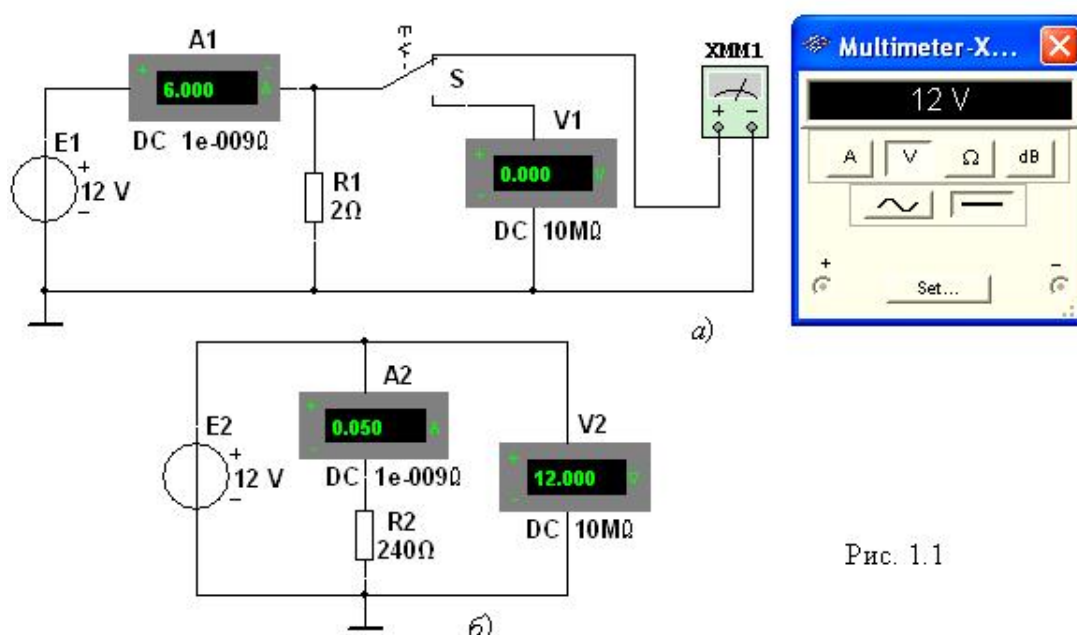 A1
+ - 6.000 A
DC 1e-009Ω
E1
+
12 V
−
R1
2Ω
S
V1
+ - 0.000 V
DC 10MΩ
XMM1
+ −
Multimeter-X...
12 V
A V Ω dB
+ −
Set...
а)
E2
+
12 V
−
A2
+ - 0.050 A
DC 1e-009Ω
R2
240Ω
V2
+ - 12.000 V
DC 10MΩ
б)
Рис. 1.1